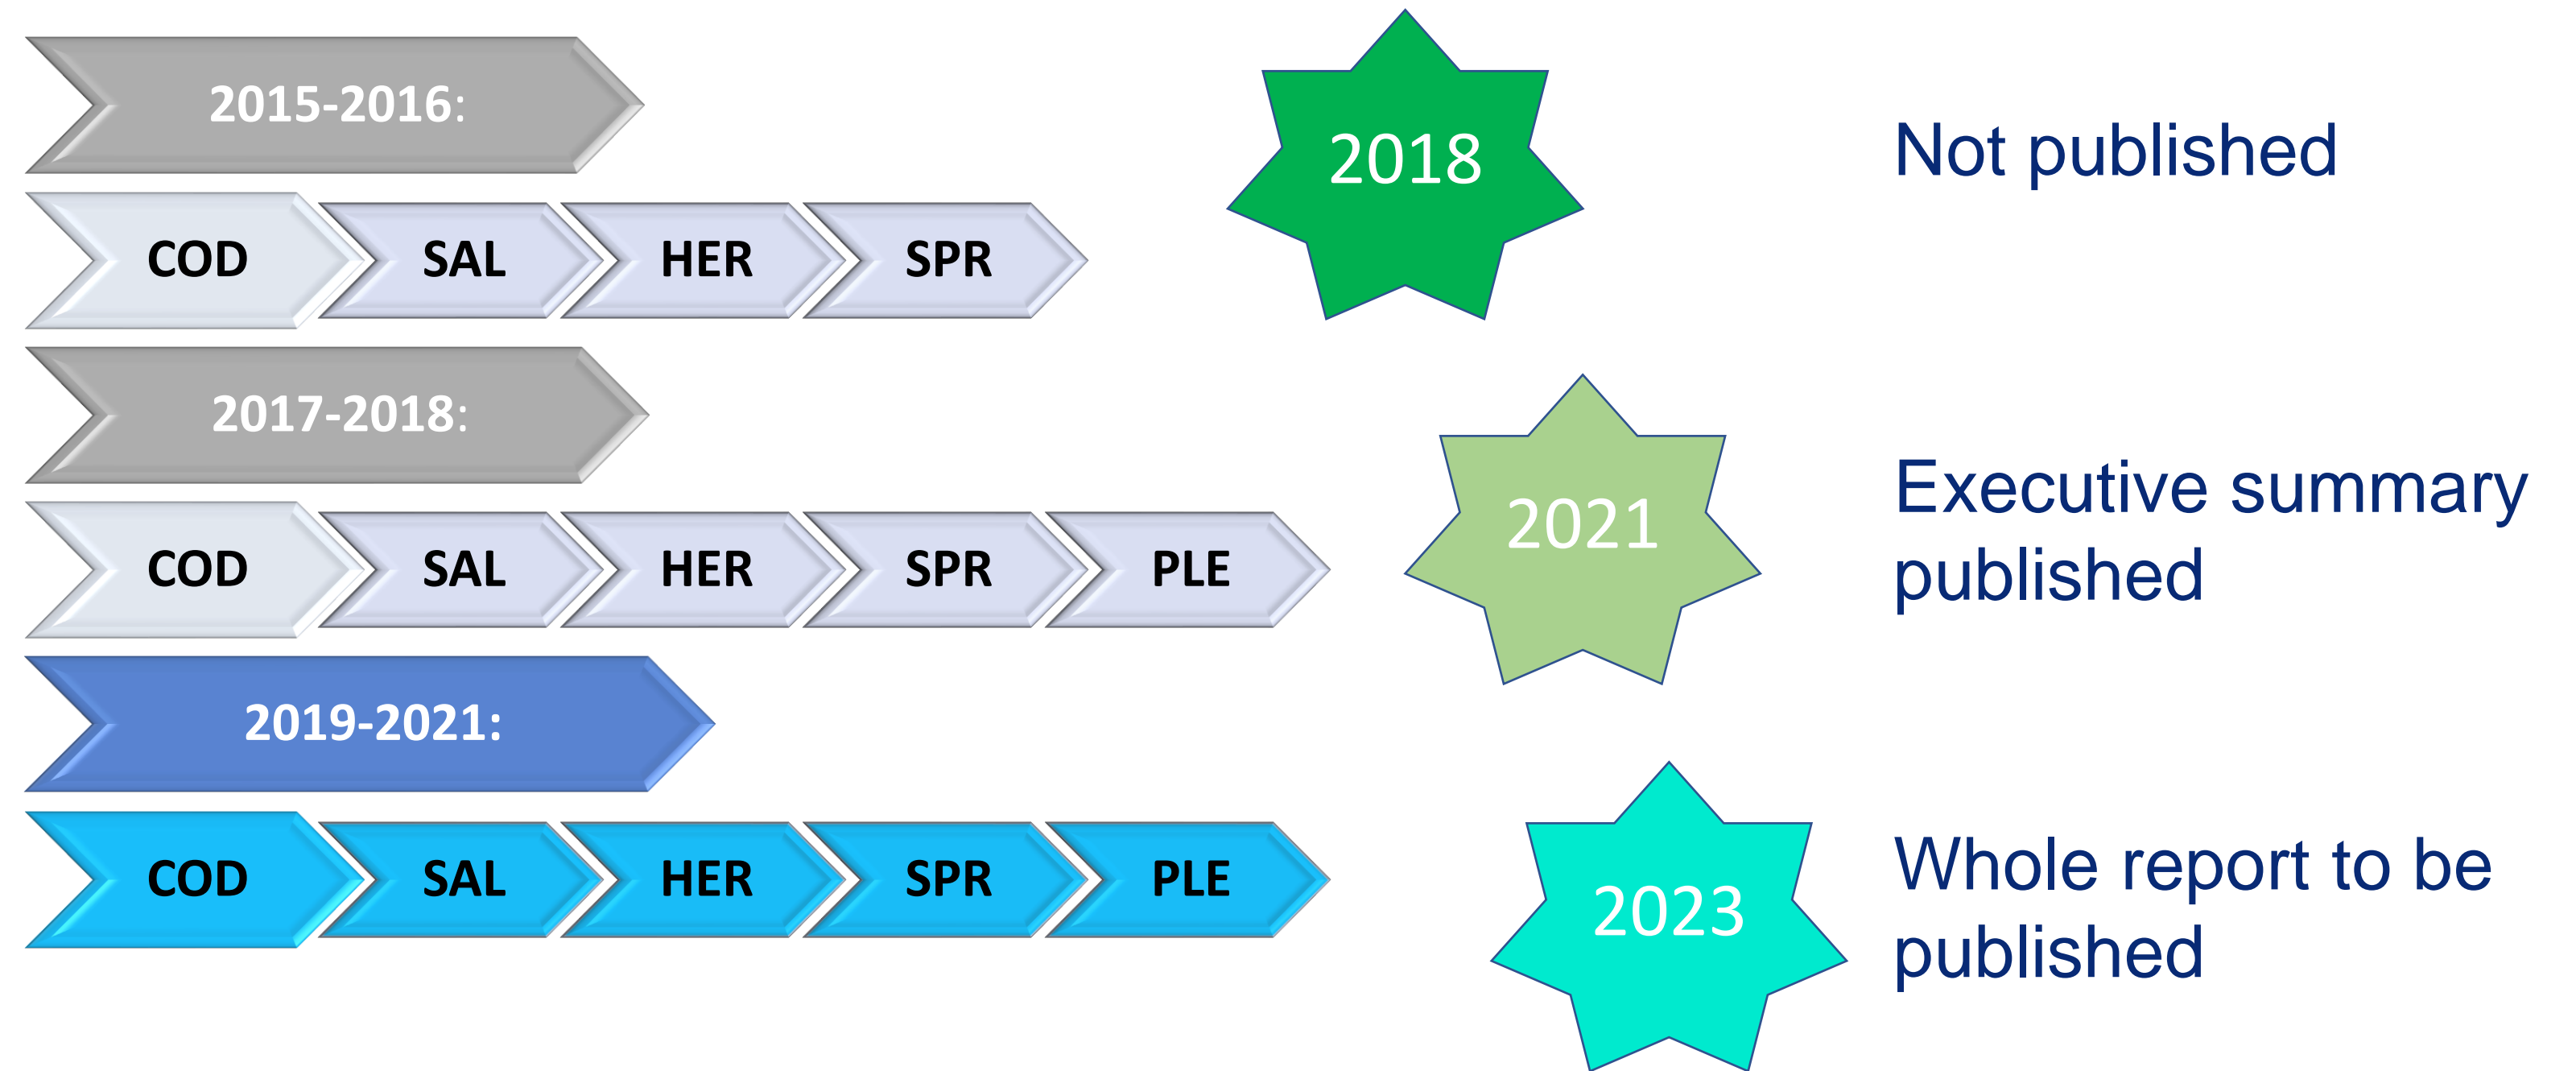 2015-2016:
2018
Not published
COD SAL HER SPR
2017-2018:
2021
Executive summary
published
COD SAL HER SPR PLE
2019-2021:
2023
Whole report to be
published
COD SAL HER SPR PLE